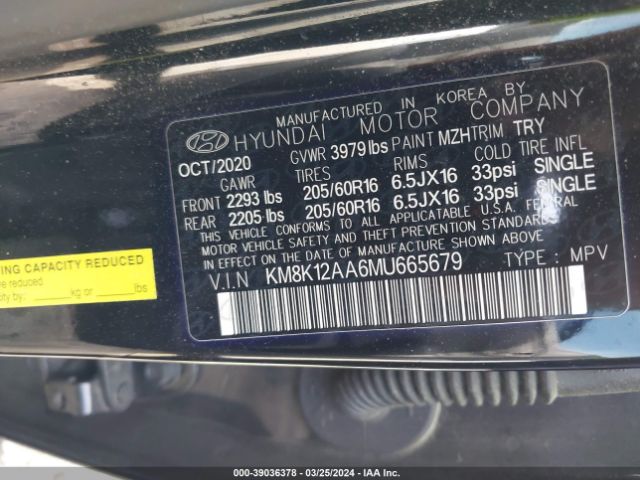 MANUFACTURED IN KOREA BY
HYUNDAI MOTOR COMPANY
OCT/2020 GVWR 3979 lbs PAINT MZH TRIM TRY
GAWR TIRES RIMS COLD TIRE INFL
FRONT 2293 lbs 205/60R16 6.5JX16 33psi SINGLE
REAR 2205 lbs 205/60R16 6.5JX16 33psi SINGLE
THIS VEHICLE CONFORMS TO ALL APPLICABLE U.S.A. FEDERAL
MOTOR VEHICLE SAFETY AND THEFT PREVENTION STANDARDS
IN EFFECT ON DATE OF MANUFACTURE SHOWN ABOVE
V.I.N KM8K12AA6MU665679 TYPE : MPV
CAPACITY REDUCED
reduced
by: kg or lbs
000-39036378 - 03/25/2024 - IAA Inc.